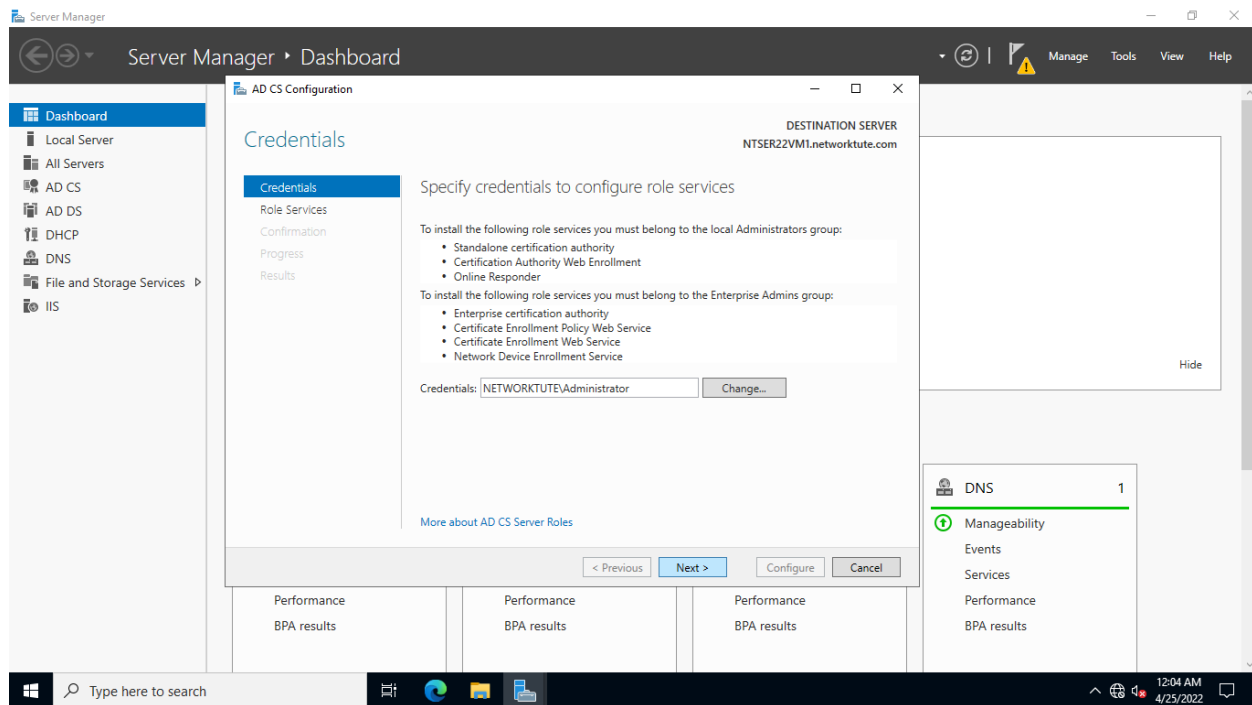 Server Manager
Server Manager ‣ Dashboard
Manage
Tools
View
Help
Dashboard
Local Server
All Servers
AD CS
AD DS
DHCP
DNS
File and Storage Services
IIS
AD CS Configuration
Credentials
DESTINATION SERVER
NTSER22VM1.networktute.com
Credentials
Role Services
Confirmation
Progress
Results
Specify credentials to configure role services
To install the following role services you must belong to the local Administrators group:
• Standalone certification authority
• Certification Authority Web Enrollment
• Online Responder
To install the following role services you must belong to the Enterprise Admins group:
• Enterprise certification authority
• Certificate Enrollment Policy Web Service
• Certificate Enrollment Web Service
• Network Device Enrollment Service
Credentials: NETWORKTUTE\Administrator
Change...
More about AD CS Server Roles
< Previous
Next >
Configure
Cancel
Hide
DNS 1
Manageability
Events
Services
Performance
BPA results
Performance
BPA results
Performance
BPA results
Performance
BPA results
Type here to search
12:04 AM
4/25/2022